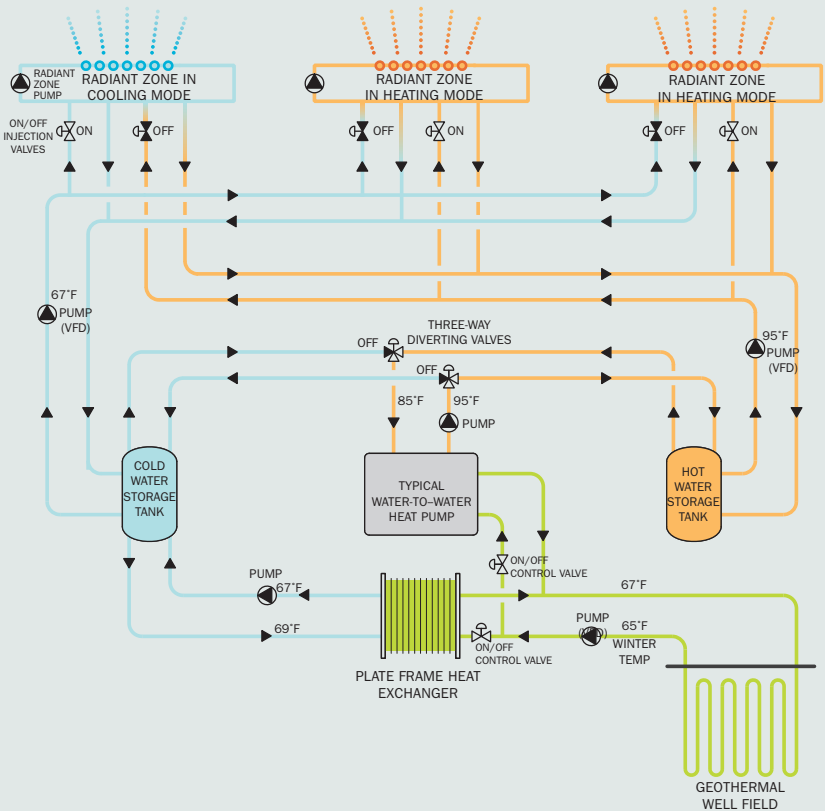 RADIANT
ZONE
PUMP
RADIANT ZONE IN
COOLING MODE
RADIANT ZONE
IN HEATING MODE
RADIANT ZONE
IN HEATING MODE
ON/OFF
INJECTION
VALVES
ON
OFF
OFF
ON
OFF
ON
67°F
PUMP
(VFD)
THREE-WAY
DIVERTING VALVES
OFF
OFF
95°F
PUMP
(VFD)
85°F
95°F
PUMP
COLD
WATER
STORAGE
TANK
TYPICAL
WATER-TO–WATER
HEAT PUMP
HOT
WATER
STORAGE
TANK
ON/OFF
CONTROL VALVE
PUMP
67°F
69°F
67°F
PUMP
(VFD)
65°F
WINTER
TEMP
ON/OFF
CONTROL VALVE
PLATE FRAME HEAT
EXCHANGER
GEOTHERMAL
WELL FIELD